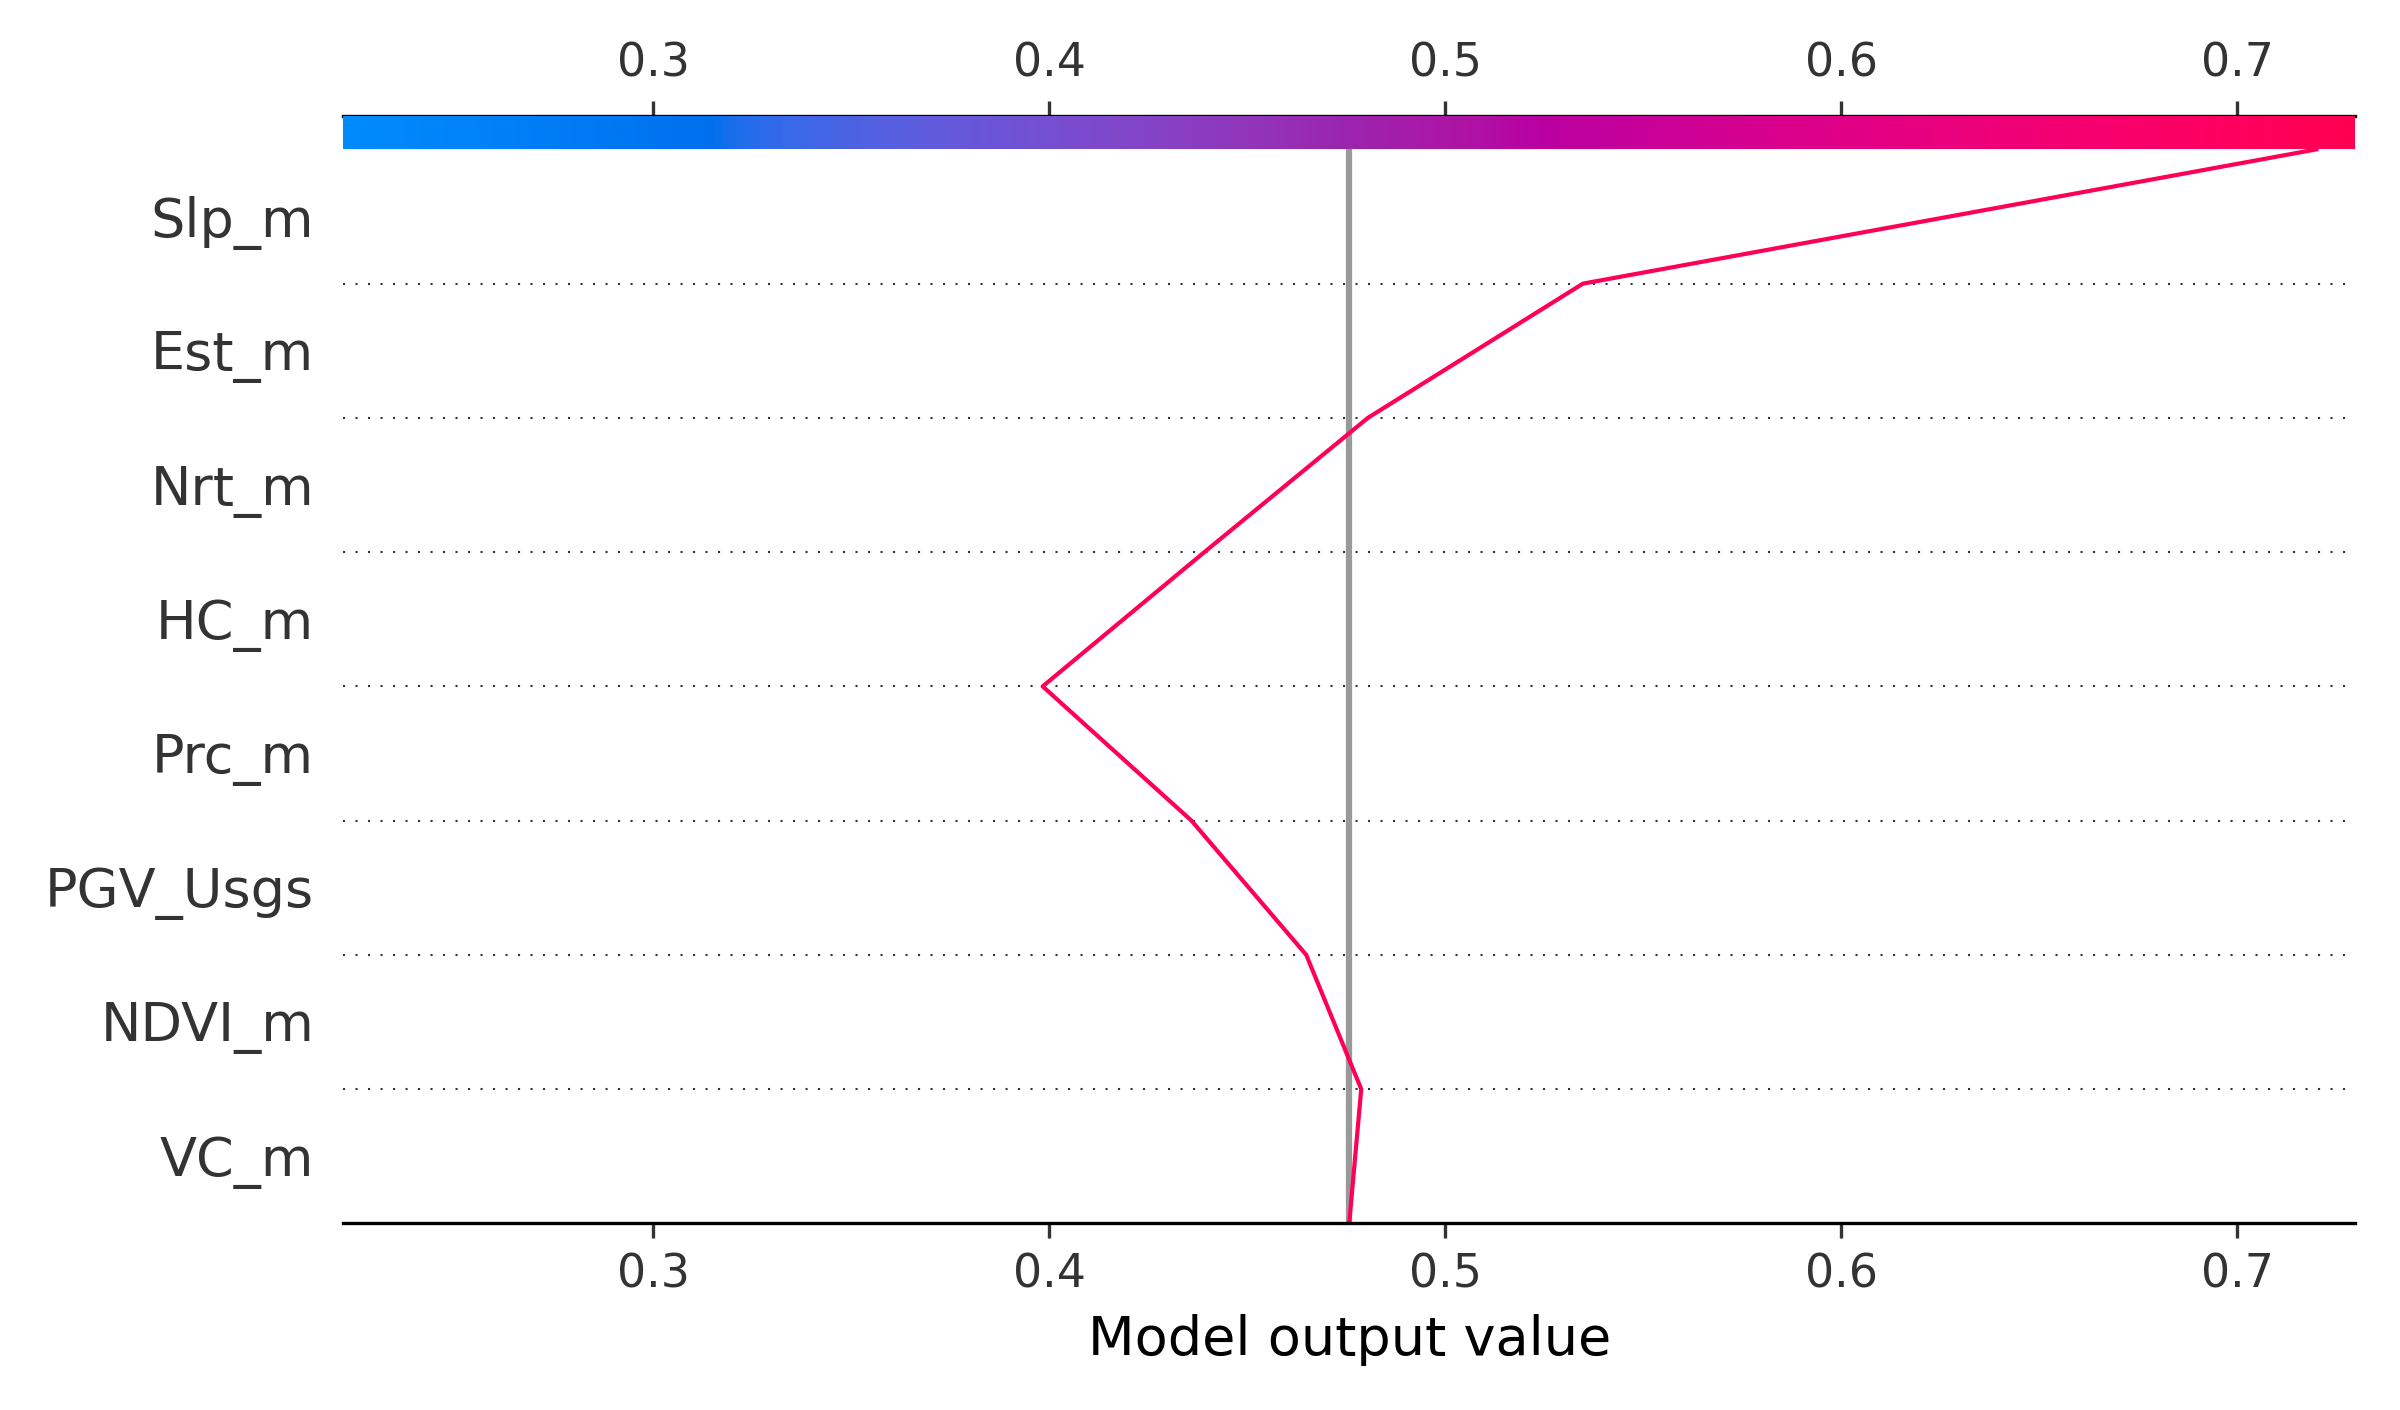 0.3 0.4 0.5 0.6 0.7
Slp_m
Est_m
Nrt_m
HC_m
Prc_m
PGV_Usgs
NDVI_m
VC_m
0.3 0.4 0.5 0.6 0.7
Model output value